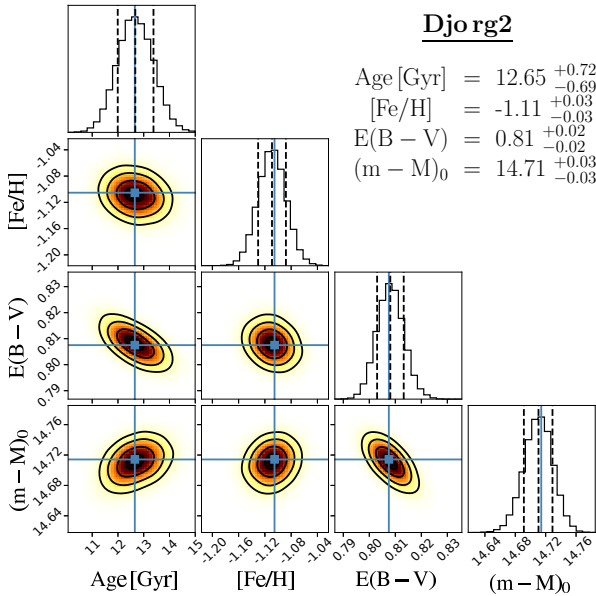 Djorg2
Age [Gyr] = 12.65 +0.72 −0.69
[Fe/H] = -1.11 +0.03 −0.03
E(B − V) = 0.81 +0.02 −0.02
(m − M)₀ = 14.71 +0.03 −0.03
[Fe/H]
-1.04
-1.08
-1.12
-1.16
-1.20
E(B − V)
0.83
0.82
0.81
0.80
0.79
(m − M)₀
14.76
14.72
14.68
14.64
11 12 13 14 15
-1.20 -1.16 -1.12 -1.08 -1.04
0.79 0.80 0.81 0.82 0.83
14.64 14.68 14.72 14.76
Age [Gyr] [Fe/H] E(B − V) (m − M)₀